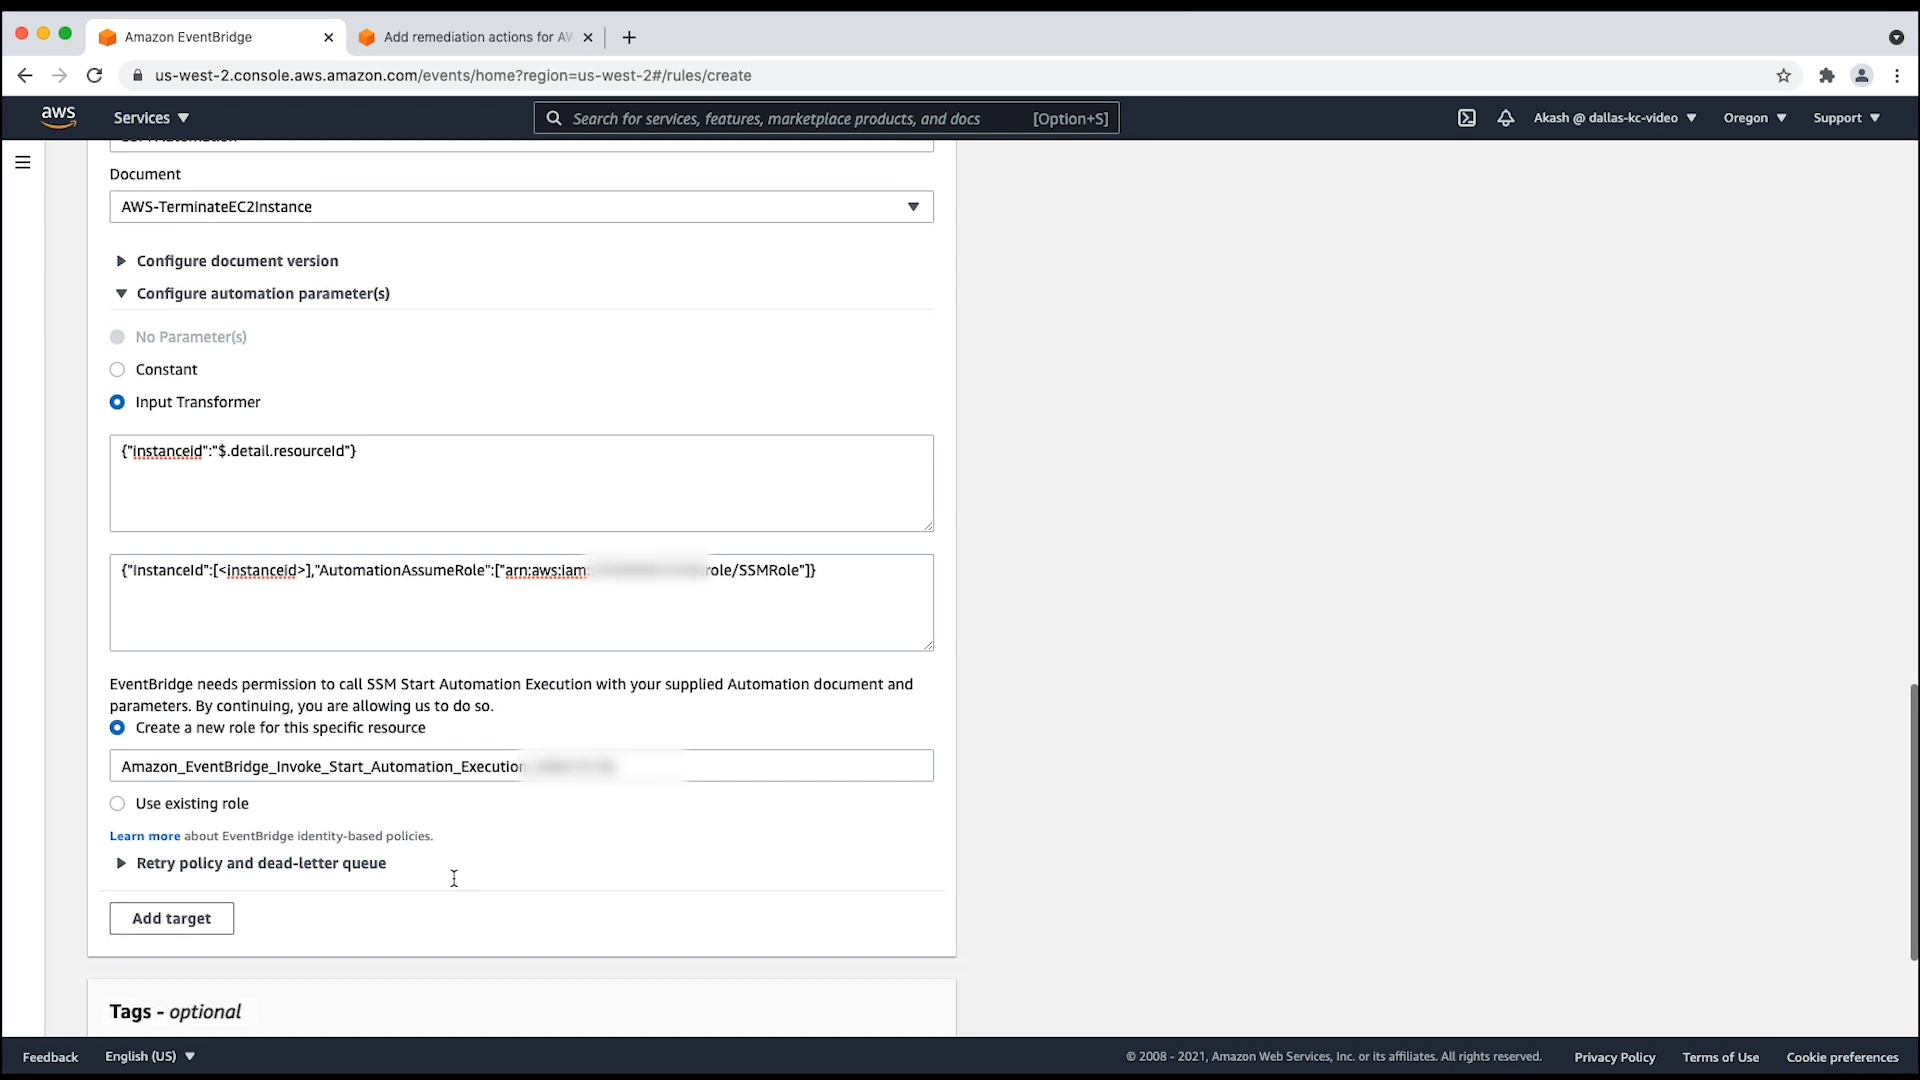 Amazon EventBridge
Add remediation actions for AW
us-west-2.console.aws.amazon.com/events/home?region=us-west-2#/rules/create
aws
Services
Search for services, features, marketplace products, and docs [Option+S]
Akash @ dallas-kc-video
Oregon
Support
Document
AWS-TerminateEC2Instance
Configure document version
Configure automation parameter(s)
No Parameter(s)
Constant
Input Transformer
{"instanceid":"$.detail.resourceId"}
{"InstanceId":[<instanceid>],"AutomationAssumeRole":["arn:aws:iam: role/SSMRole"]}
EventBridge needs permission to call SSM Start Automation Execution with your supplied Automation document and
parameters. By continuing, you are allowing us to do so.
Create a new role for this specific resource
Amazon_EventBridge_Invoke_Start_Automation_Execution
Use existing role
Learn more about EventBridge identity-based policies.
Retry policy and dead-letter queue
Add target
Tags - optional
Feedback
English (US)
© 2008 - 2021, Amazon Web Services, Inc. or its affiliates. All rights reserved.
Privacy Policy
Terms of Use
Cookie preferences